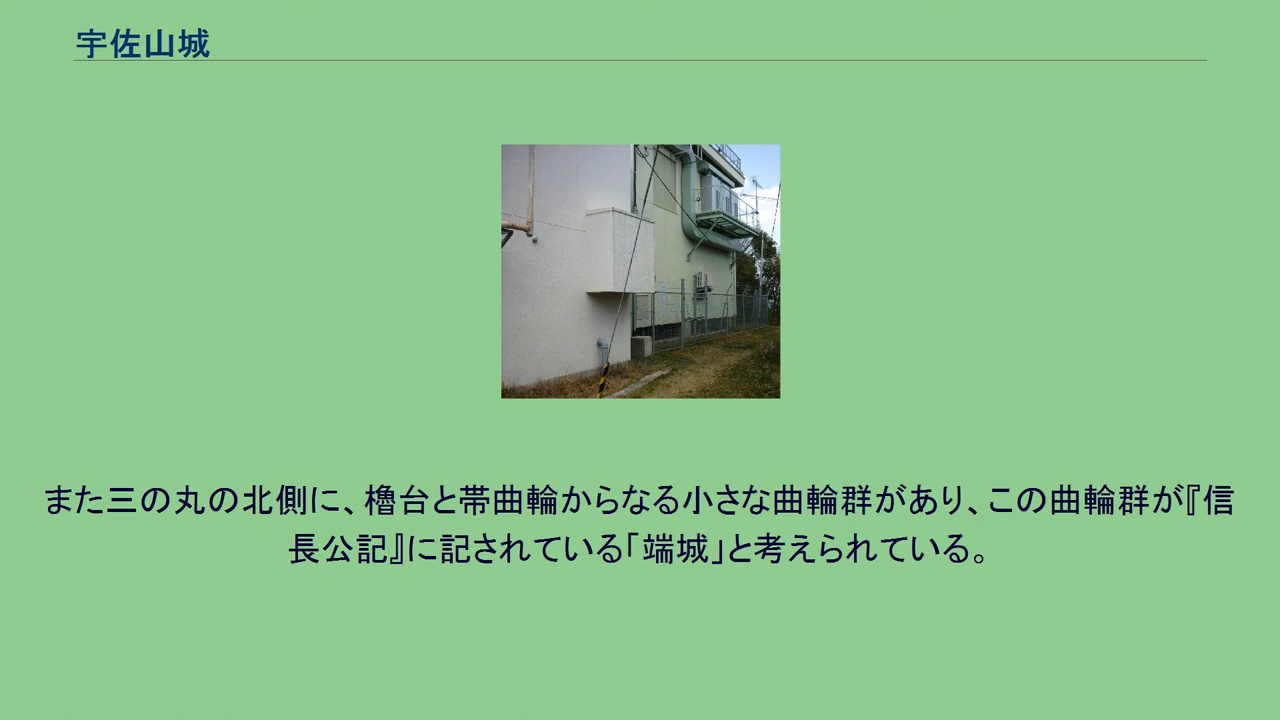 宇佐山城
また三の丸の北側に、櫓台と帯曲輪からなる小さな曲輪群があり、この曲輪群が『信
長公記』に記されている「端城」と考えられている。